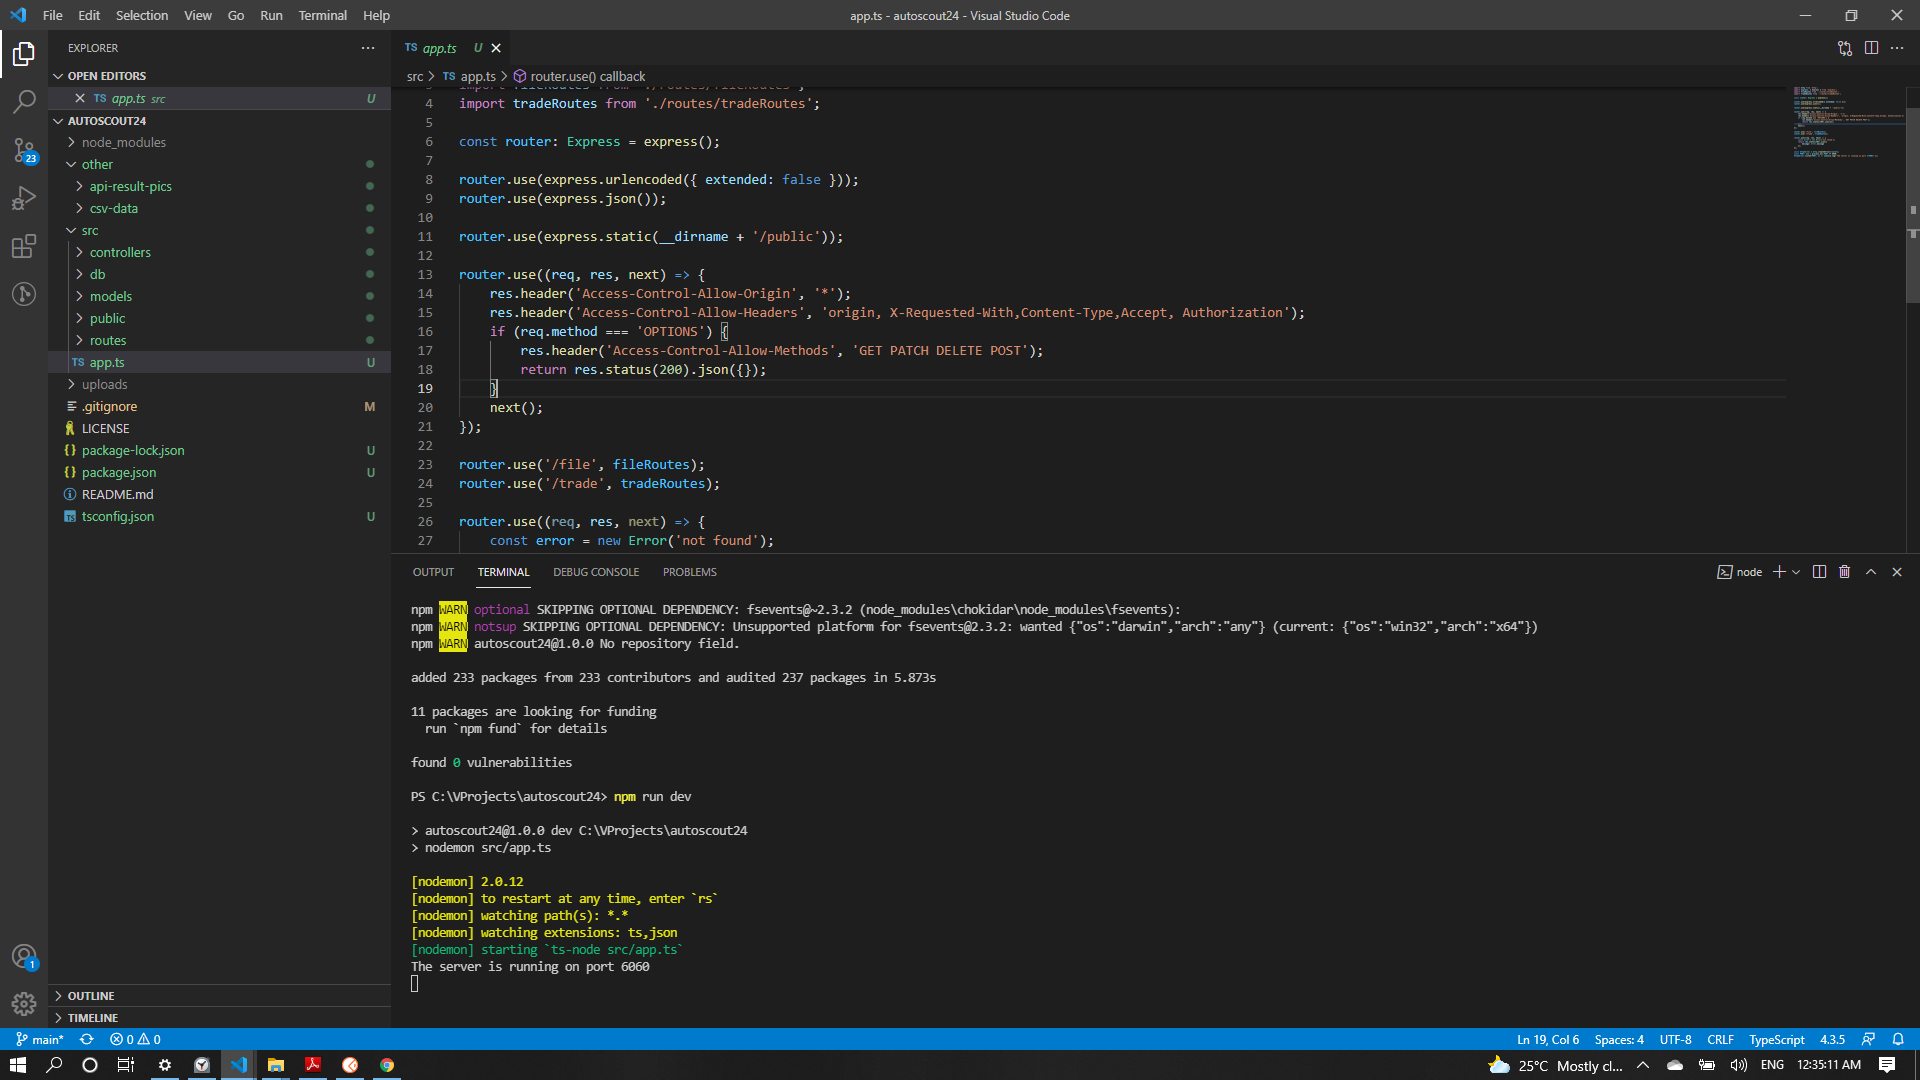 File Edit Selection View Go Run Terminal Help
app.ts - autoscout24 - Visual Studio Code
EXPLORER
OPEN EDITORS
TS app.ts src U
AUTOSCOUT24
node_modules
other
api-result-pics
csv-data
src
controllers
db
models
public
routes
TS app.ts U
uploads
.gitignore M
LICENSE
{} package-lock.json U
{} package.json U
README.md
TS tsconfig.json U
OUTLINE
TIMELINE
23
1
TS app.ts U
src > TS app.ts > router.use() callback
4 import tradeRoutes from './routes/tradeRoutes';
5
6 const router: Express = express();
7
8 router.use(express.urlencoded({ extended: false }));
9 router.use(express.json());
10
11 router.use(express.static(__dirname + '/public'));
12
13 router.use((req, res, next) => {
14 res.header('Access-Control-Allow-Origin', '*');
15 res.header('Access-Control-Allow-Headers', 'origin, X-Requested-With,Content-Type,Accept, Authorization');
16 if (req.method === 'OPTIONS') {
17 res.header('Access-Control-Allow-Methods', 'GET PATCH DELETE POST');
18 return res.status(200).json({});
19 }
20 next();
21 });
22
23 router.use('/file', fileRoutes);
24 router.use('/trade', tradeRoutes);
25
26 router.use((req, res, next) => {
27 const error = new Error('not found');
OUTPUT TERMINAL DEBUG CONSOLE PROBLEMS
node
npm WARN optional SKIPPING OPTIONAL DEPENDENCY: fsevents@~2.3.2 (node_modules\chokidar\node_modules\fsevents):
npm WARN notsup SKIPPING OPTIONAL DEPENDENCY: Unsupported platform for fsevents@2.3.2: wanted {"os":"darwin","arch":"any"} (current: {"os":"win32","arch":"x64"})
npm WARN autoscout24@1.0.0 No repository field.
added 233 packages from 233 contributors and audited 237 packages in 5.873s
11 packages are looking for funding
run `npm fund` for details
found 0 vulnerabilities
PS C:\VProjects\autoscout24> npm run dev
> autoscout24@1.0.0 dev C:\VProjects\autoscout24
> nodemon src/app.ts
[nodemon] 2.0.12
[nodemon] to restart at any time, enter `rs`
[nodemon] watching path(s): *.*
[nodemon] watching extensions: ts,json
[nodemon] starting `ts-node src/app.ts`
The server is running on port 6060
main* 0 0
Ln 19, Col 6 Spaces: 4 UTF-8 CRLF TypeScript 4.3.5
25°C Mostly cl... ENG 12:35:11 AM